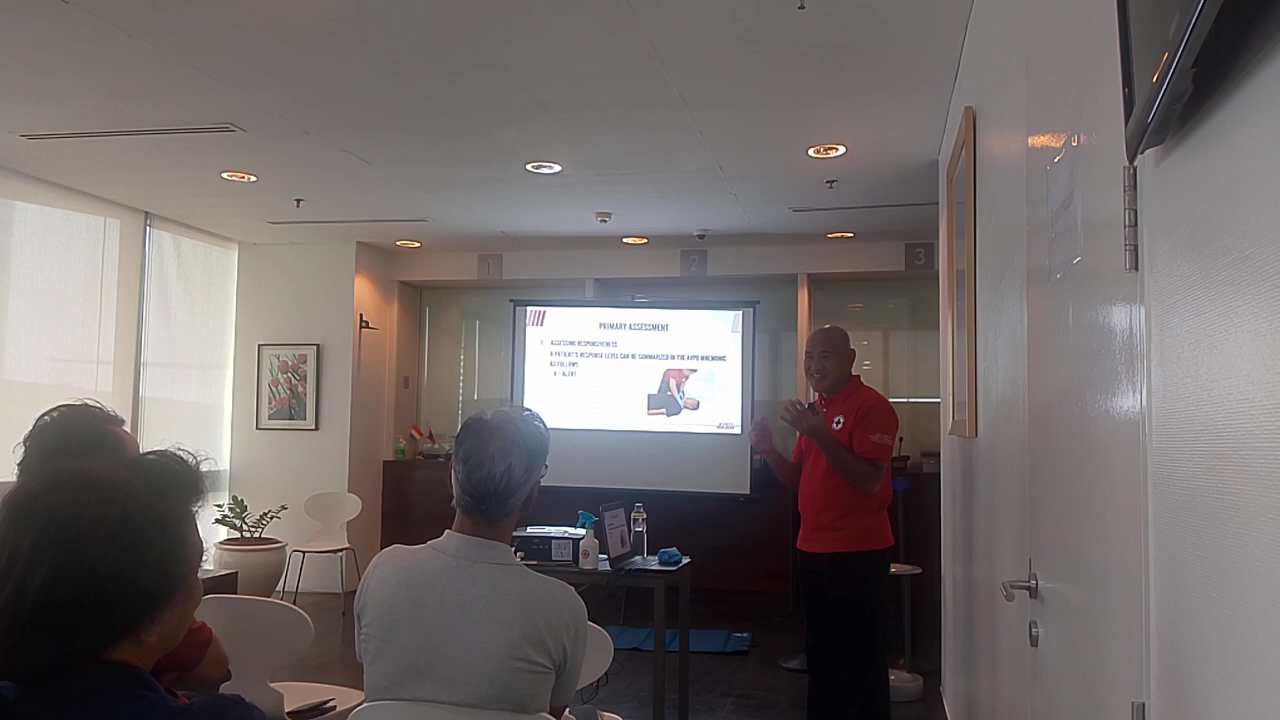 1
2
3
PRIMARY ASSESSMENT
1. ASSESSING RESPONSIVENESS
A PATIENT'S RESPONSE LEVEL CAN BE SUMMARIZED IN THE AVPU MNEMONIC
AS FOLLOWS
A - ALERT